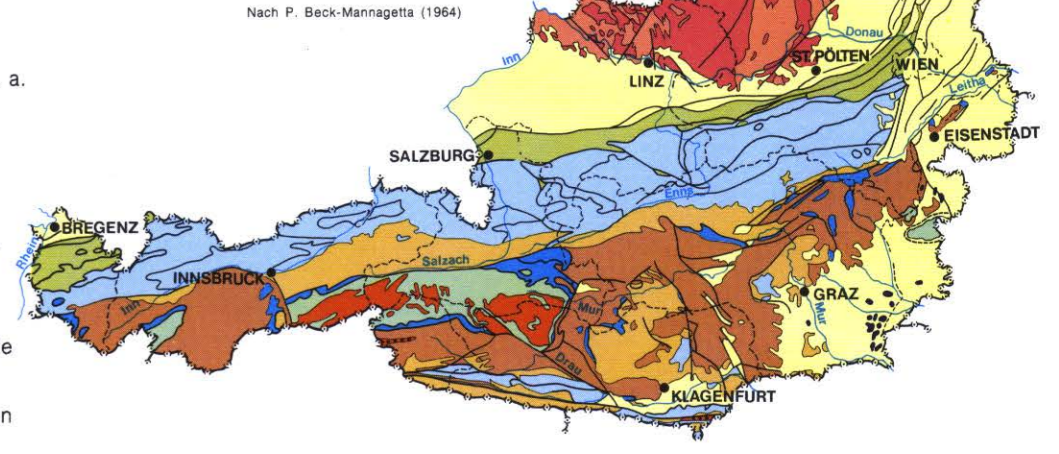 Nach P. Beck-Mannagetta (1964)
Donau
ST.PÖLTEN
Inn
WIEN
LINZ
a.
Leitha
EISENSTADT
SALZBURG
Enns
BREGENZ
Rhein
Salzach
INNSBRUCK
GRAZ
Inn
Mur
Mur
e
Drau
KLAGENFURT
n